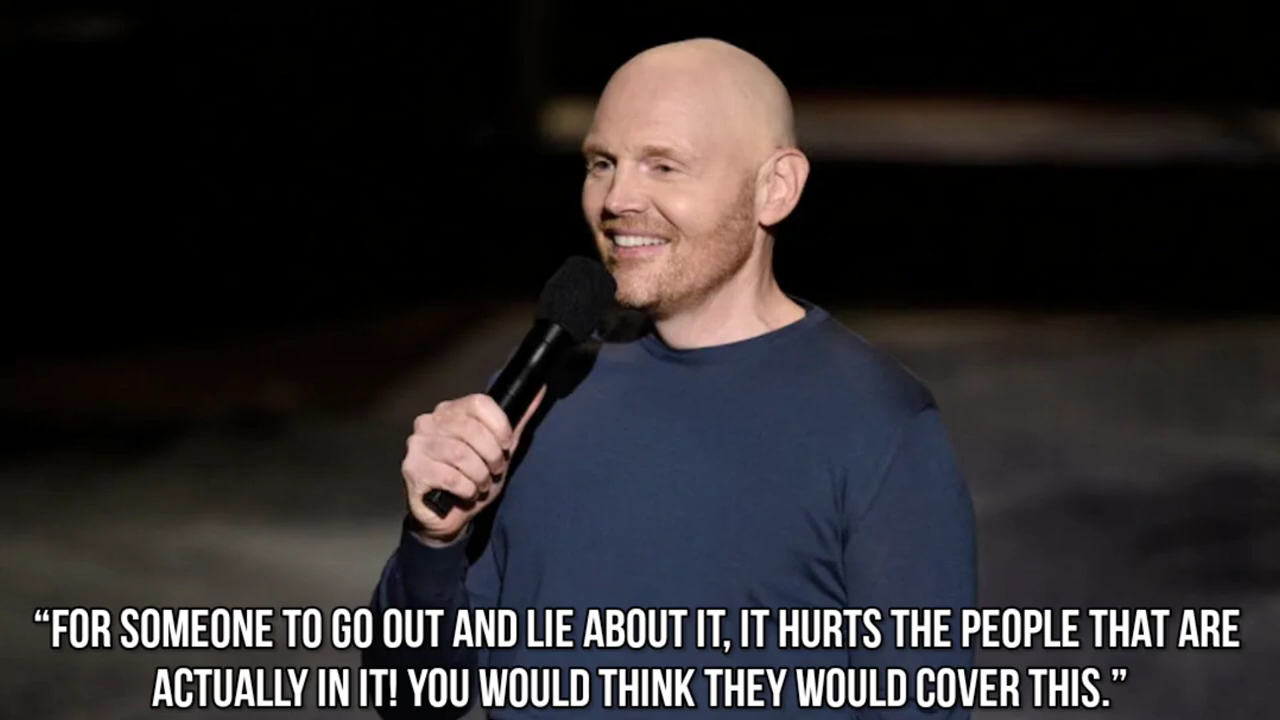 “FOR SOMEONE TO GO OUT AND LIE ABOUT IT, IT HURTS THE PEOPLE THAT ARE
ACTUALLY IN IT! YOU WOULD THINK THEY WOULD COVER THIS.”